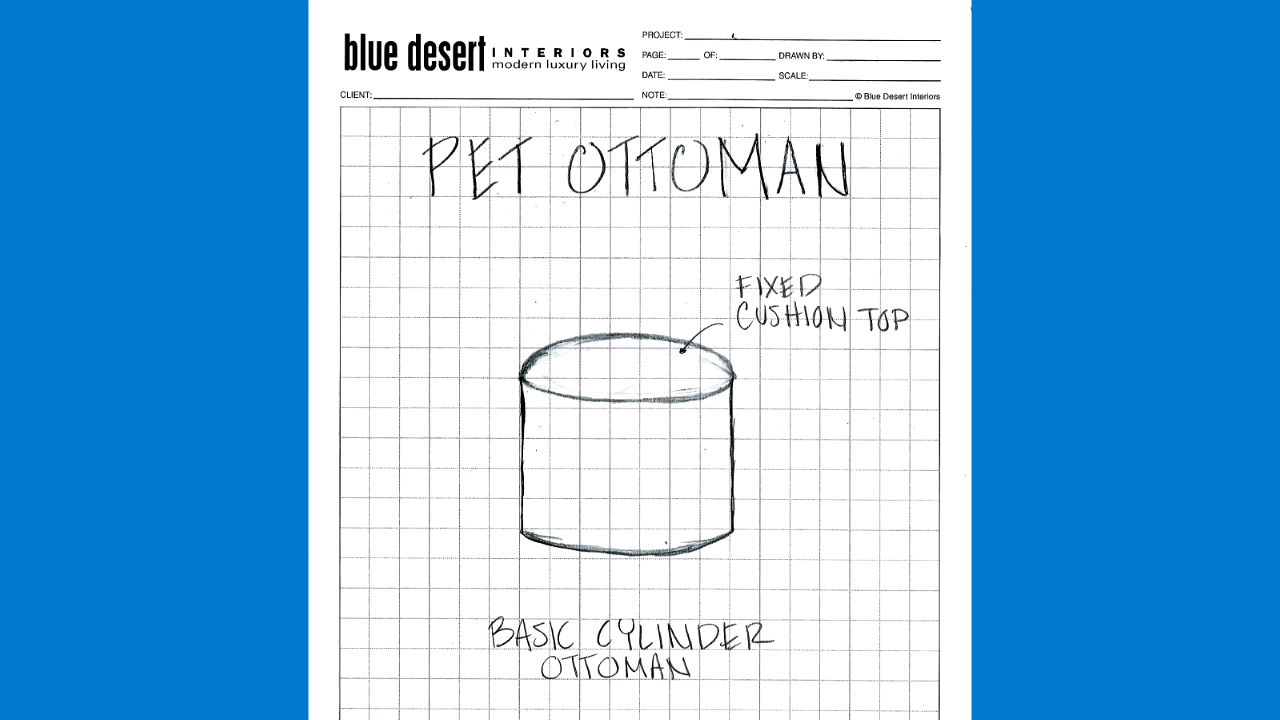 blue desert INTERIORS
modern luxury living
PROJECT:
PAGE: OF: DRAWN BY:
DATE: SCALE:
CLIENT: NOTE: © Blue Desert Interiors
PET OTTOMAN
FIXED
CUSHION TOP
BASIC CYLINDER
OTTOMAN